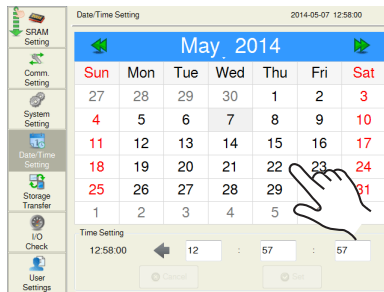 Date/Time Setting 2014-05-07 12:58:00
SRAM
Setting
Comm.
Setting
System
Setting
Date/Time
Setting
Storage
Transfer
I/O
Check
User
Settings
May, 2014
Sun Mon Tue Wed Thu Fri Sat
27 28 29 30 1 2 3
4 5 6 7 8 9 10
11 12 13 14 15 16 17
18 19 20 21 22 23 24
25 26 27 28 29 31
1 2 3 4 5
Time Setting
12:58:00 12 : 57 : 57
Cancel Set